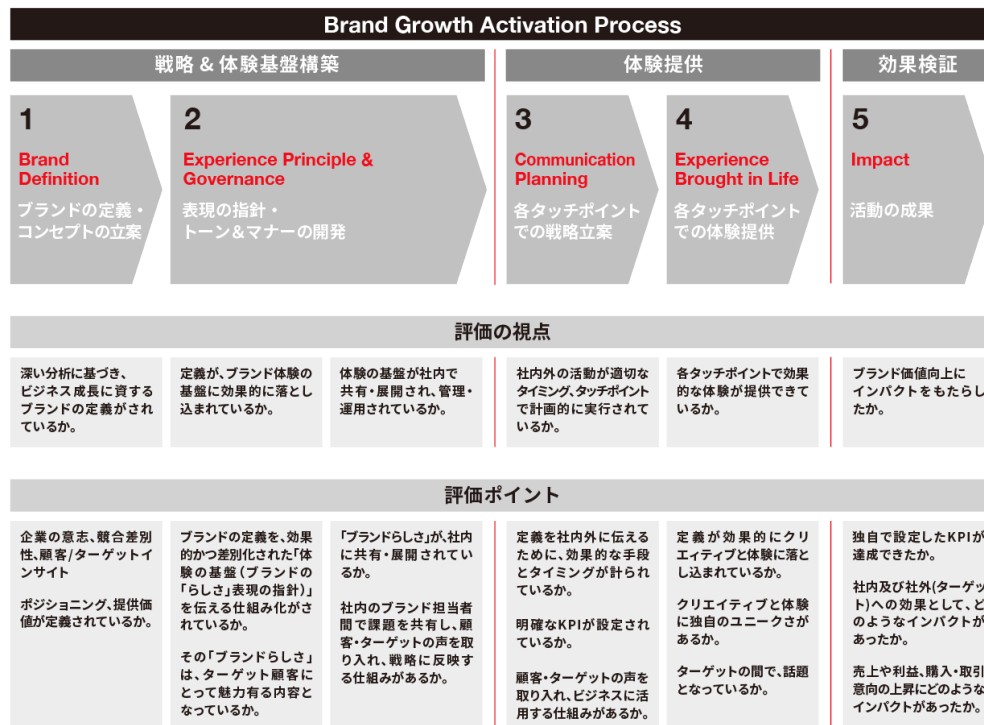 Brand Growth Activation Process
戦略 & 体験基盤構築
体験提供
効果検証
1
Brand
Definition
ブランドの定義・
コンセプトの立案
2
Experience Principle &
Governance
表現の指針・
トーン&マナーの開発
3
Communication
Planning
各タッチポイント
での戦略立案
4
Experience
Brought in Life
各タッチポイント
での体験提供
5
Impact
活動の成果
評価の視点
深い分析に基づき、
ビジネス成長に資する
ブランドの定義がされ
ているか。
定義が、ブランド体験の
基盤に効果的に落とし
込まれているか。
体験の基盤が社内で
共有・展開され、管理・
運用されているか。
社内外の活動が適切な
タイミング、タッチポイント
で計画的に実行されて
いるか。
各タッチポイントで効果
的な体験が提供できて
いるか。
ブランド価値向上に
インパクトをもたらし
たか。
評価ポイント
企業の意志、競合差別
性、顧客/ターゲットイ
ンサイト
ポジショニング、提供価
値が定義されているか。
ブランドの定義を、効果
的かつ差別化された「体
験の基盤(ブランドの
「らしさ」表現の指針)」
を伝える仕組み化がさ
れているか。
その「ブランドらしさ」
は、ターゲット顧客に
とって魅力有る内容と
なっているか。
「ブランドらしさ」が、社内
に共有・展開されてい
るか。
社内のブランド担当者
間で課題を共有し、顧
客・ターゲットの声を取
り入れ、戦略に反映す
る仕組みがあるか。
定義を社内外に伝える
ために、効果的な手段
とタイミングが計られ
ているか。
明確なKPIが設定され
ているか。
顧客・ターゲットの声を
取り入れ、ビジネスに活
用する仕組みがあるか。
定義が効果的にクリ
エィティブと体験に落と
し込まれているか。
クリエイティブと体験
に独自のユニークさが
あるか。
ターゲットの間で、話題
となっているか。
独自で設定したKPIが
達成できたか。
社内及び社外(ターゲッ
ト)への効果として、ど
のようなインパクトが
あったか。
売上や利益、購入・取引
意向の上昇にどのような
インパクトがあったか。